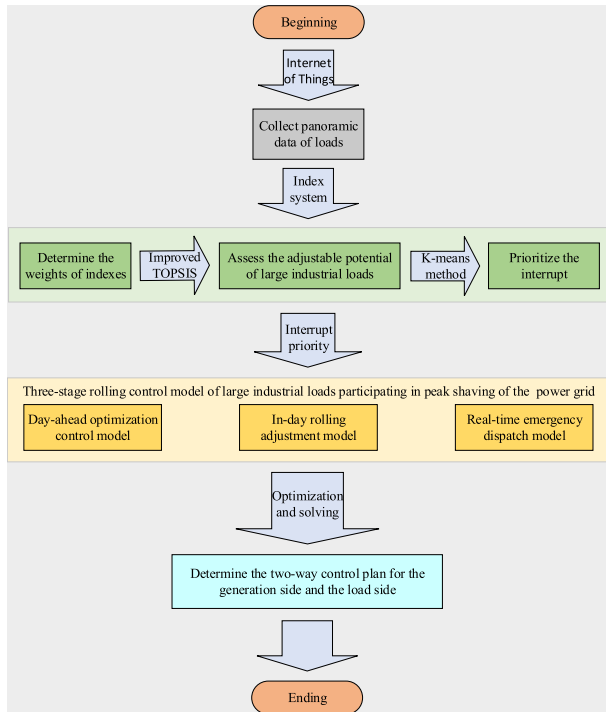 Beginning
Internet
of Things
Collect panoramic
data of loads
Index
system
Determine the
weights of indexes
Improved
TOPSIS
Assess the adjustable potential
of large industrial loads
K-means
method
Prioritize the
interrupt
Interrupt
priority
Three-stage rolling control model of large industrial loads participating in peak shaving of the power grid
Day-ahead optimization
control model
In-day rolling
adjustment model
Real-time emergency
dispatch model
Optimization
and solving
Determine the two-way control plan for the
generation side and the load side
Ending